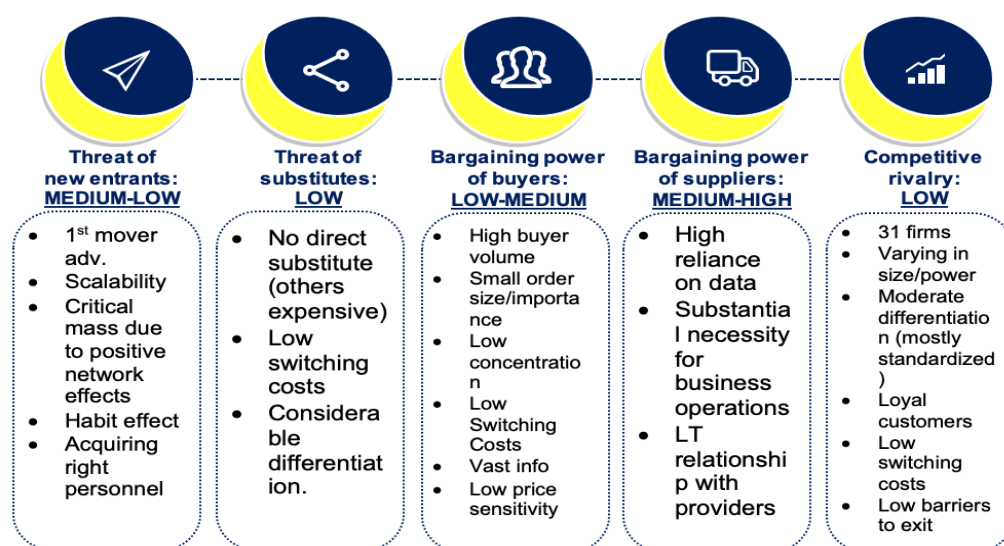 Threat of
new entrants:
MEDIUM-LOW
1st mover
adv.
Scalability
Critical
mass due
to positive
network
effects
Habit effect
Acquiring
right
personnel
Threat of
substitutes:
LOW
No direct
substitute
(others
expensive)
Low
switching
costs
Considera
ble
differentiat
ion.
Bargaining power
of buyers:
LOW-MEDIUM
High buyer
volume
Small order
size/importa
nce
Low
concentratio
n
Low
Switching
Costs
Vast info
Low price
sensitivity
Bargaining power
of suppliers:
MEDIUM-HIGH
High
reliance
on data
Substantia
l necessity
for
business
operations
LT
relationshi
p with
providers
Competitive
rivalry:
LOW
31 firms
Varying in
size/power
Moderate
differentiatio
n (mostly
standardized
)
Loyal
customers
Low
switching
costs
Low barriers
to exit